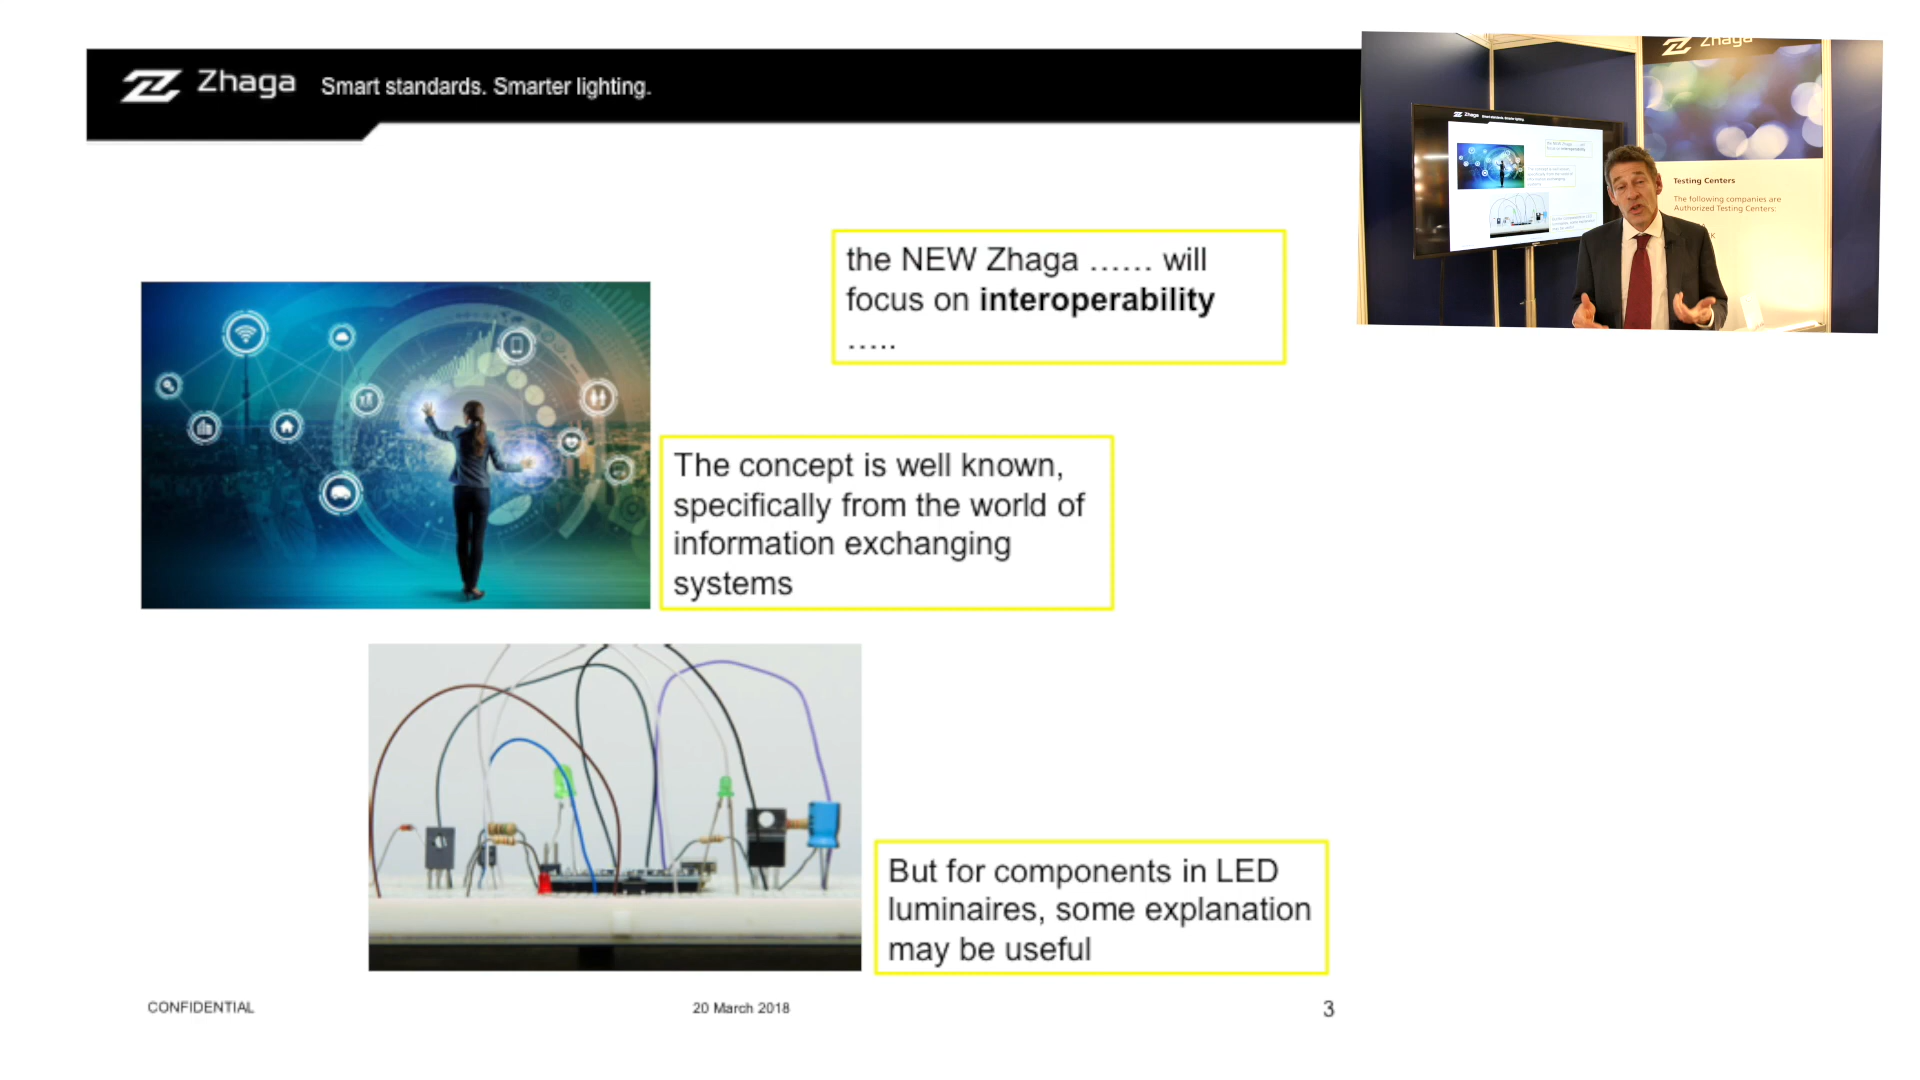 Zhaga Smart standards. Smarter lighting.
the NEW Zhaga …… will
focus on interoperability
…..
The concept is well known,
specifically from the world of
information exchanging
systems
But for components in LED
luminaires, some explanation
may be useful
CONFIDENTIAL
20 March 2018
3
Zhaga
Testing Centers
The following companies are
Authorized Testing Centers:
K